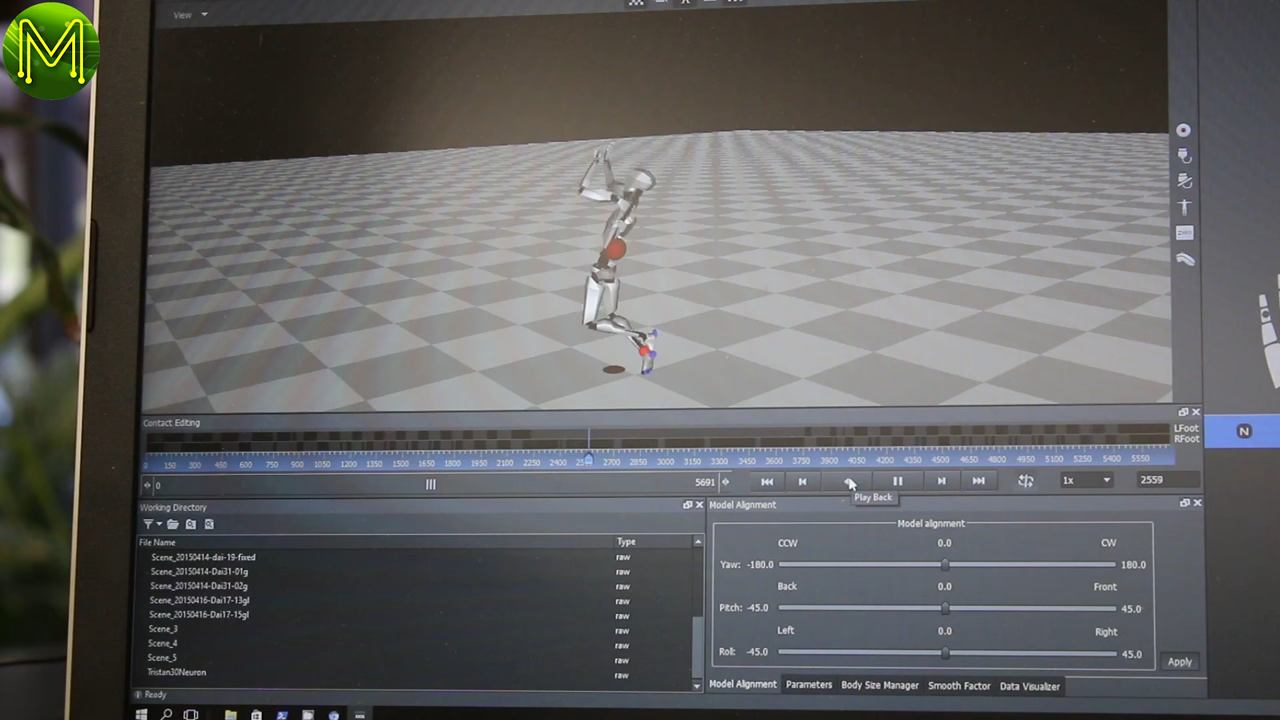 M
View
Contact Editing
LFoot
RFoot
0 150 300 450 600 750 900 1050 1200 1350 1500 1650 1800 1950 2100 2250 2400 2700 2850 3000 3150 3300 3450 3600 3750 3900 4050 4200 4350 4500 4650 4800 4950 5100 5250 5400 5550
0 5691 1x 2559
Play Back
Working Directory
File Name Type
Scene_20150414-dai-19-fixed raw
Scene_20150414-Dai31-01g raw
Scene_20150414-Dai31-02g raw
Scene_20150416-Dai17-13gl raw
Scene_20150416-Dai17-15gl raw
Scene_3 raw
Scene_4 raw
Scene_5 raw
Tristan30Neuron raw
Model Alignment
Model alignment
CCW 0.0 CW
Yaw: -180.0 180.0
Back 0.0 Front
Pitch: -45.0 45.0
Left 0.0 Right
Roll: -45.0 45.0
Apply
Model Alignment Parameters Body Size Manager Smooth Factor Data Visualizer
Ready
N